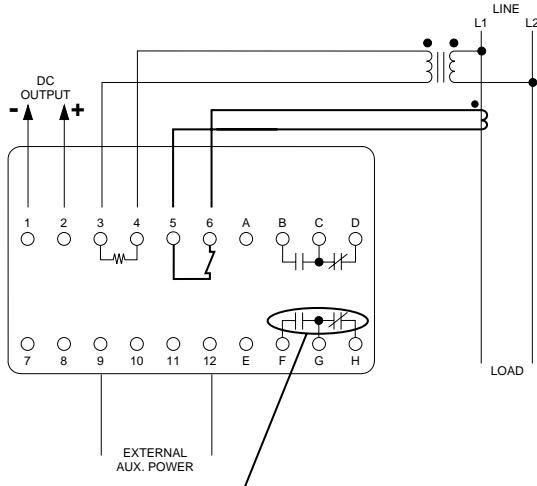 LINE
L1 L2
DC
OUTPUT
- +
1 2 3 4 5 6 A B C D
7 8 9 10 11 12 E F G H
LOAD
EXTERNAL
AUX. POWER